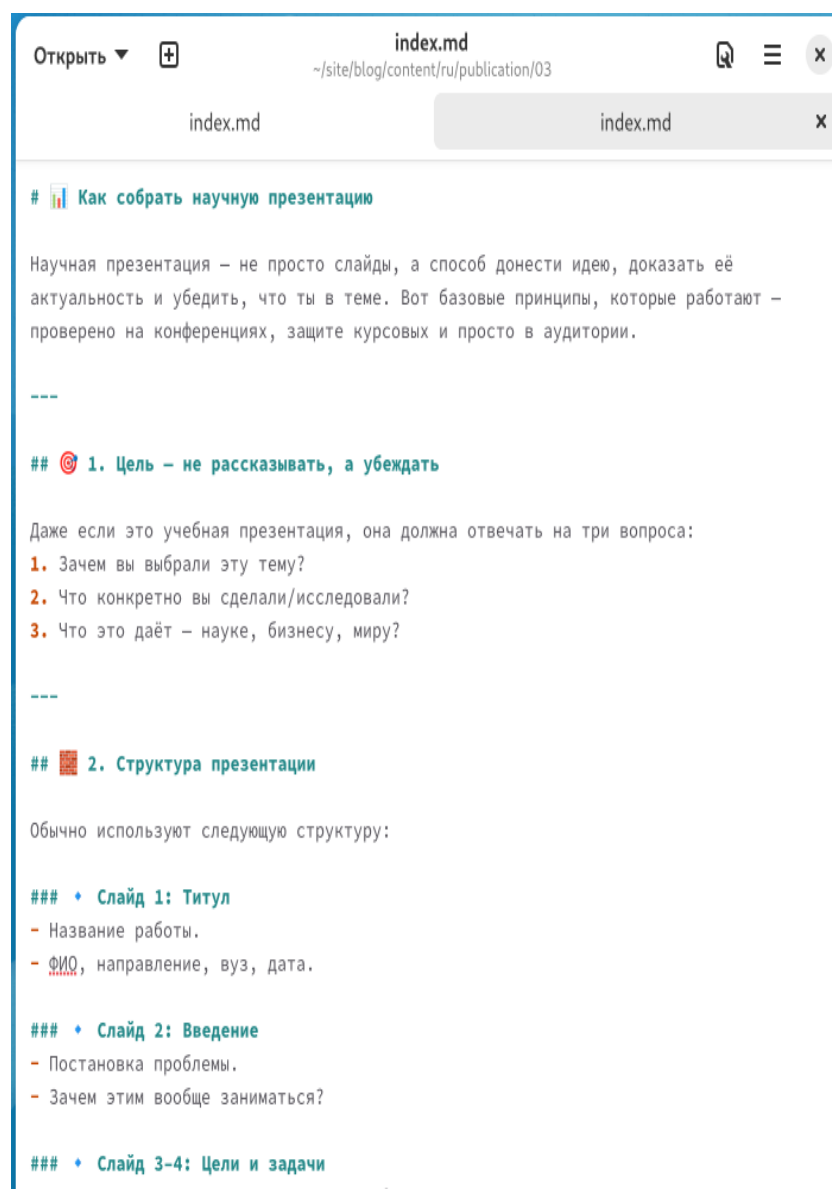 Открыть
index.md
~/site/blog/content/ru/publication/03
index.md
index.md
# 📊 Как собрать научную презентацию
Научная презентация — не просто слайды, а способ донести идею, доказать её
актуальность и убедить, что ты в теме. Вот базовые принципы, которые работают —
проверено на конференциях, защите курсовых и просто в аудитории.
---
## 🎯 1. Цель — не рассказывать, а убеждать
Даже если это учебная презентация, она должна отвечать на три вопроса:
1. Зачем вы выбрали эту тему?
2. Что конкретно вы сделали/исследовали?
3. Что это даёт — науке, бизнесу, миру?
---
## 🧱 2. Структура презентации
Обычно используют следующую структуру:
### 🔹 Слайд 1: Титул
- Название работы.
- ФИО, направление, вуз, дата.
### 🔹 Слайд 2: Введение
- Постановка проблемы.
- Зачем этим вообще заниматься?
### 🔹 Слайд 3-4: Цели и задачи